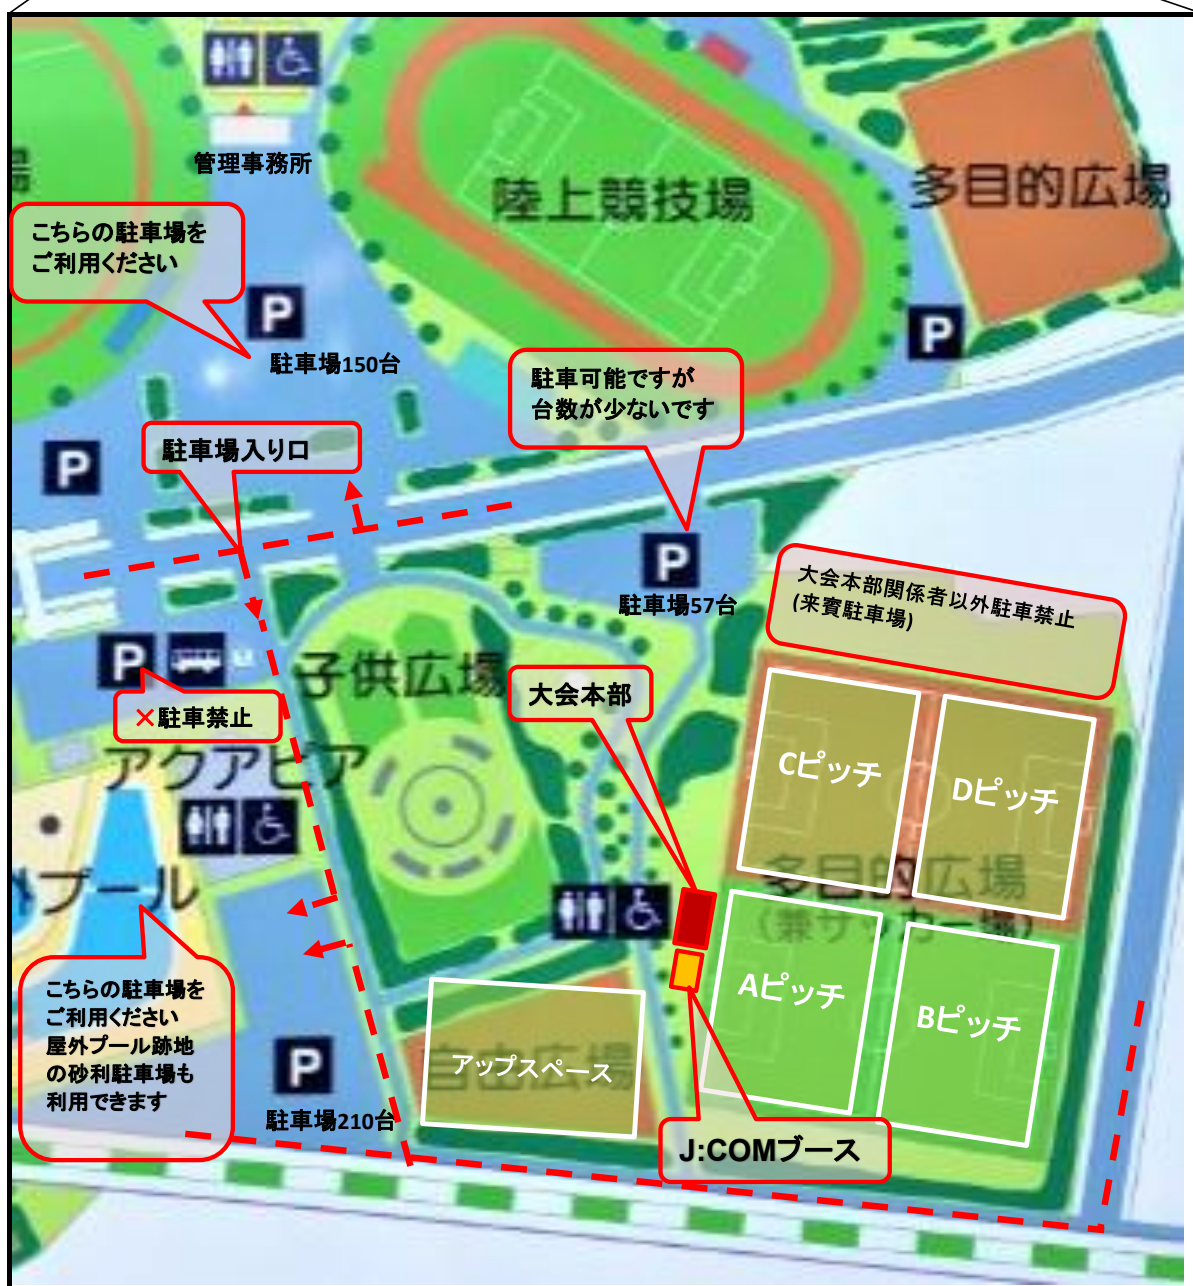 管理事務所
場
陸上競技場
多目的広場
こちらの駐車場を
ご利用ください
P
駐車場150台
P
駐車可能ですが
台数が少ないです
駐車場入り口
P
P
駐車場57台
大会本部関係者以外駐車禁止
(来賓駐車場)
P
子供広場
大会本部
×駐車禁止
アクアピア
Cピッチ
Dピッチ
外プール
多目的広場
(兼サッカー場)
こちらの駐車場を
ご利用ください
屋外プール跡地
の砂利駐車場も
利用できます
Aピッチ
Bピッチ
P
自由広場
アップスペース
駐車場210台
J:COMブース